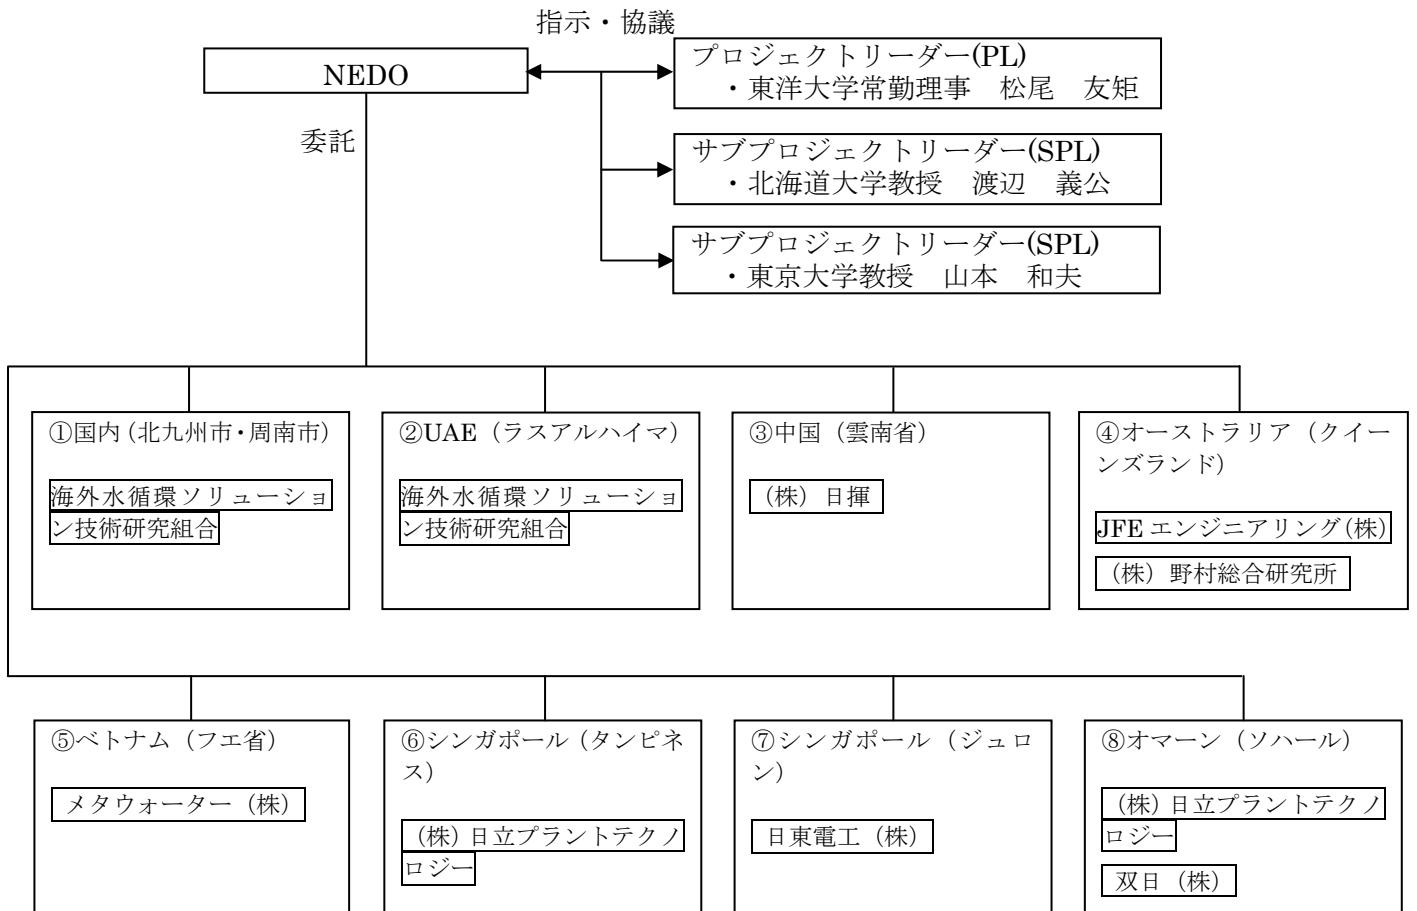 指示・協議
NEDO
プロジェクトリーダー(PL)
・東洋大学常勤理事　松尾　友矩
委託
サブプロジェクトリーダー(SPL)
・北海道大学教授　渡辺　義公
サブプロジェクトリーダー(SPL)
・東京大学教授　山本　和夫
①国内（北九州市・周南市）
海外水循環ソリューショ
ン技術研究組合
②UAE（ラスアルハイマ）
海外水循環ソリューショ
ン技術研究組合
③中国（雲南省）
（株）日揮
④オーストラリア（クイー
ンズランド）
JFEエンジニアリング（株）
（株）野村総合研究所
⑤ベトナム（フエ省）
メタウォーター（株）
⑥シンガポール（タンピネ
ス）
（株）日立プラントテクノ
ロジー
⑦シンガポール（ジュロ
ン）
日東電工（株）
⑧オマーン（ソハール）
（株）日立プラントテクノ
ロジー
双日（株）